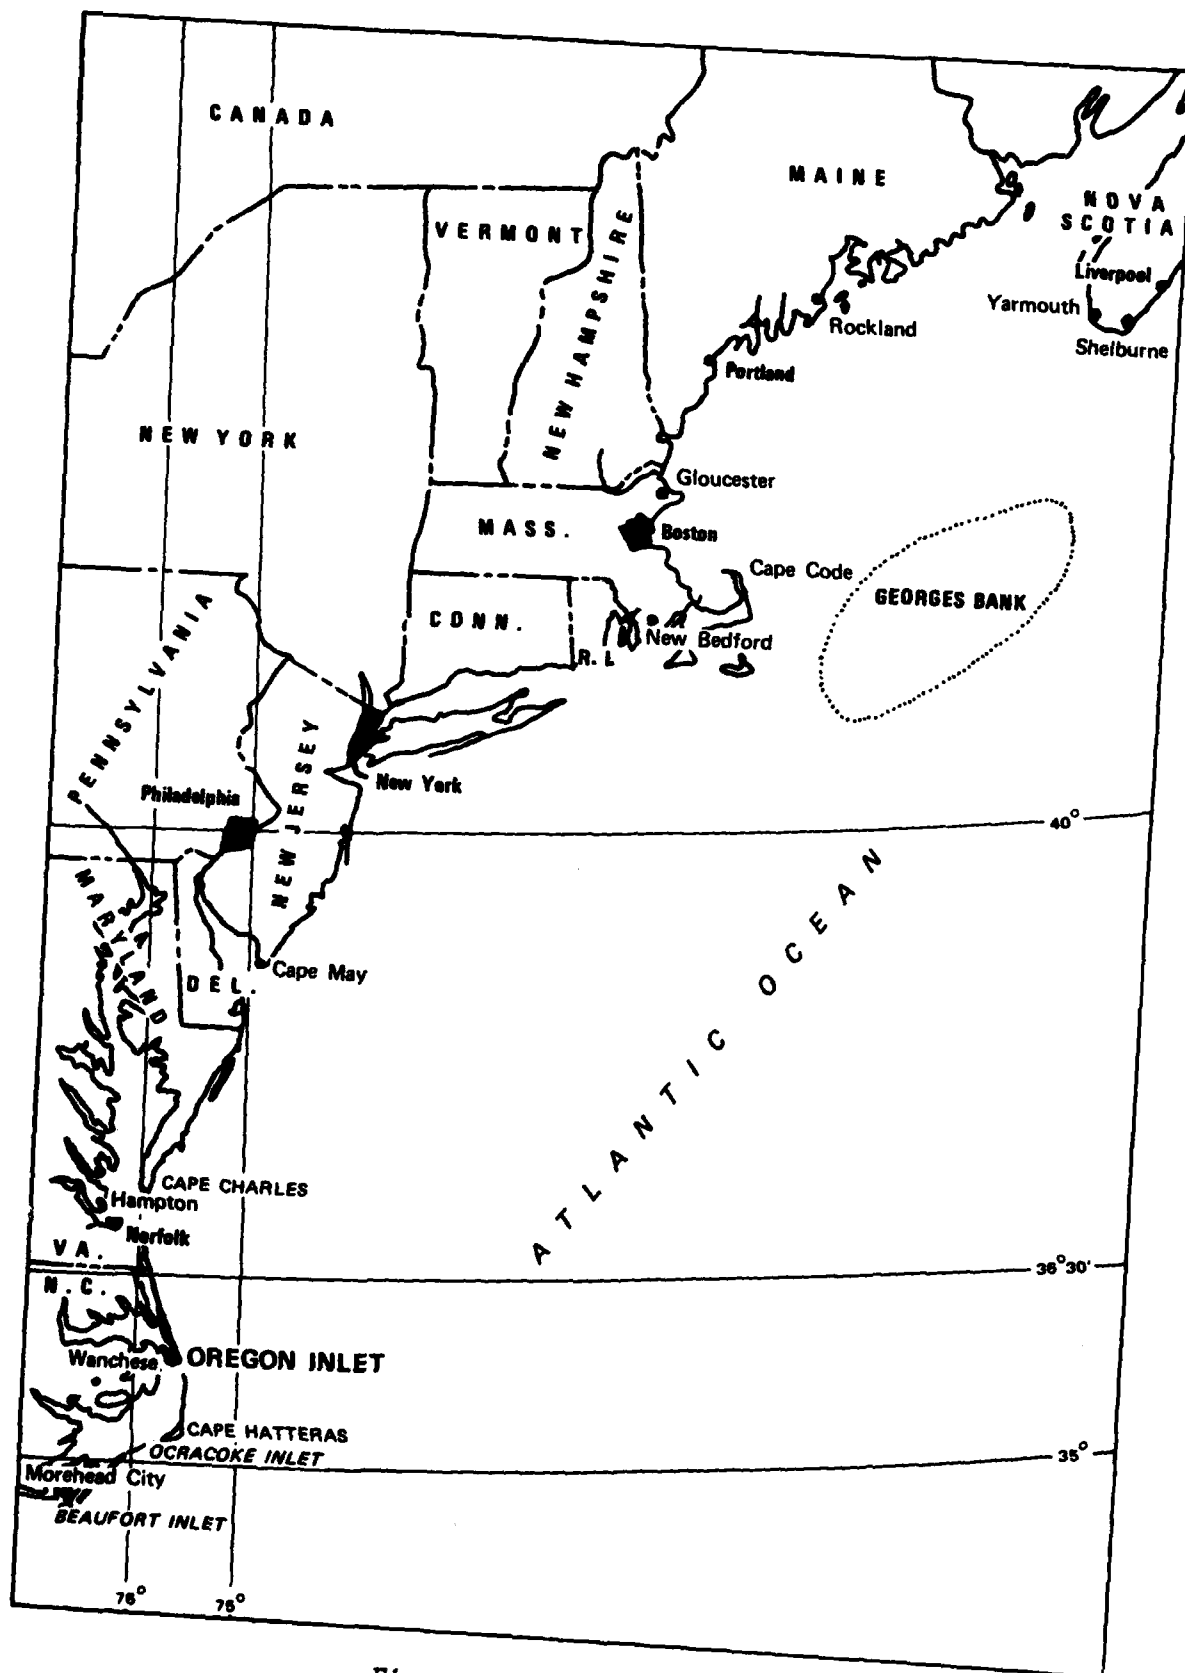 CANADA
MAINE
NOVA
SCOTIA
VERMONT
NEW HAMPSHIRE
Liverpool
Yarmouth
Rockland
Shelburne
Portland
NEW YORK
Gloucester
MASS.
Boston
Cape Code
GEORGES BANK
CONN.
New Bedford
R.I.
PENNSYLVANIA
NEW JERSEY
New York
Philadelphia
40°
MARYLAND
Cape May
DEL.
ATLANTIC OCEAN
CAPE CHARLES
Hampton
Norfolk
VA.
36°30'
N.C.
Wanchese
OREGON INLET
CAPE HATTERAS
OCRACOKE INLET
35°
Morehead City
BEAUFORT INLET
76°
75°